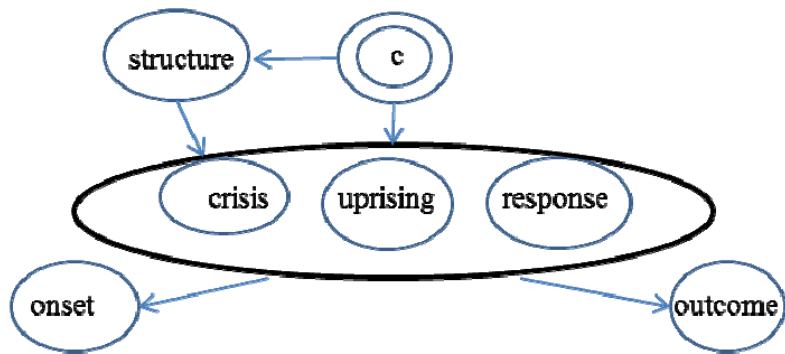 structure
c
crisis
uprising
response
onset
outcome